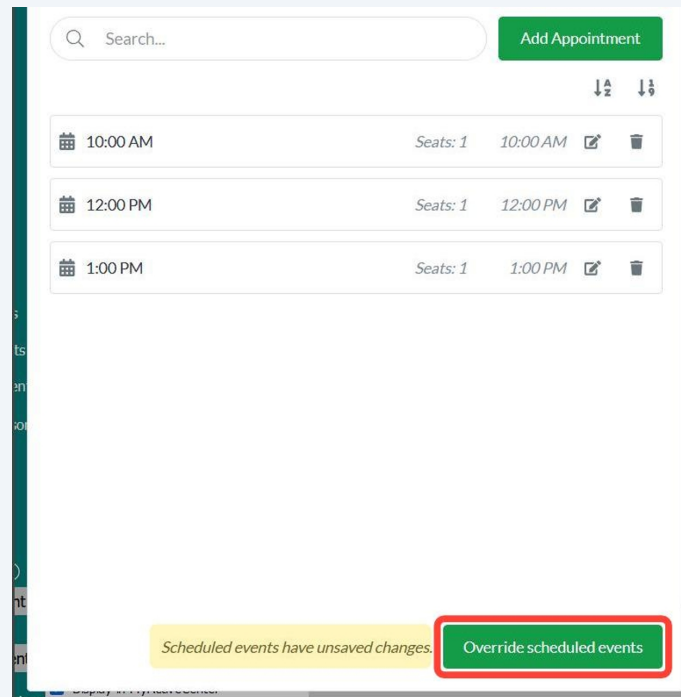 Search...
Add Appointment
10:00 AM Seats: 1 10:00 AM
12:00 PM Seats: 1 12:00 PM
1:00 PM Seats: 1 1:00 PM
Scheduled events have unsaved changes.
Override scheduled events